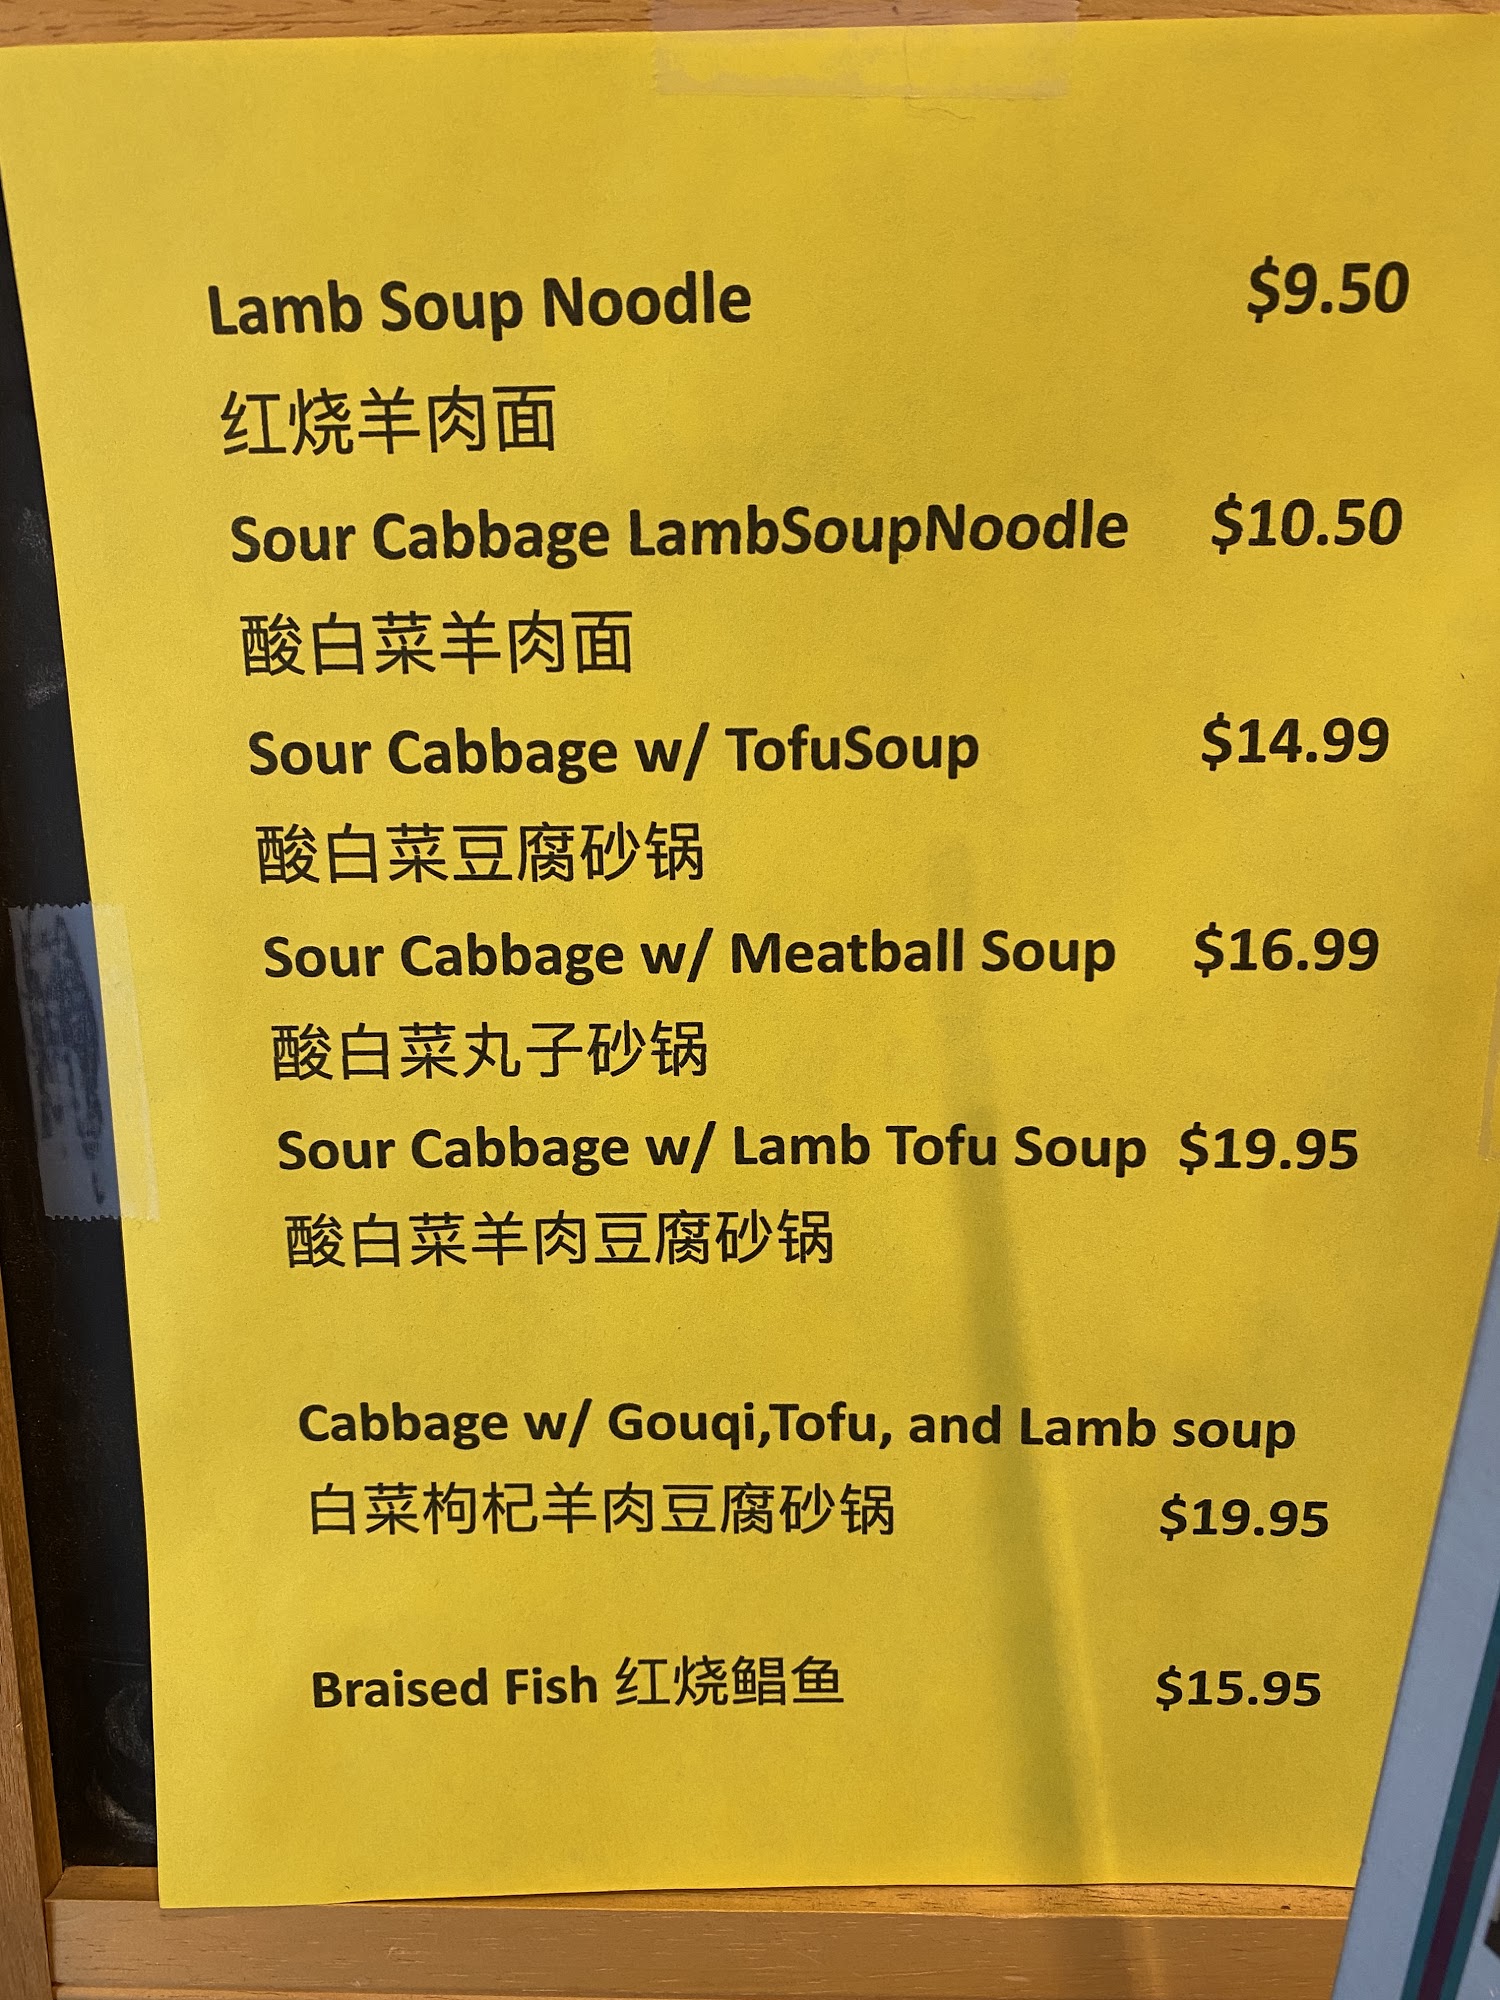 Lamb Soup Noodle $9.50
红烧羊肉面
Sour Cabbage LambSoupNoodle $10.50
酸白菜羊肉面
Sour Cabbage w/ TofuSoup $14.99
酸白菜豆腐砂锅
Sour Cabbage w/ Meatball Soup $16.99
酸白菜丸子砂锅
Sour Cabbage w/ Lamb Tofu Soup $19.95
酸白菜羊肉豆腐砂锅
Cabbage w/ Gouqi,Tofu, and Lamb soup
白菜枸杞羊肉豆腐砂锅 $19.95
Braised Fish 红烧鲳鱼 $15.95